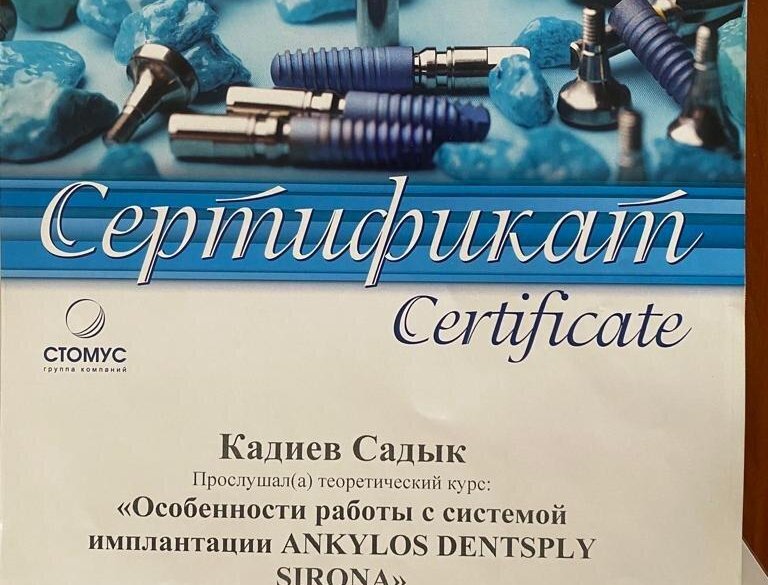 Сертификат
Certificate
СТОМУС
группа компаний
Кадиев Садык
Прослушал(а) теоретический курс:
«Особенности работы с системой
имплантации ANKYLOS DENTSPLY
SIRONA»